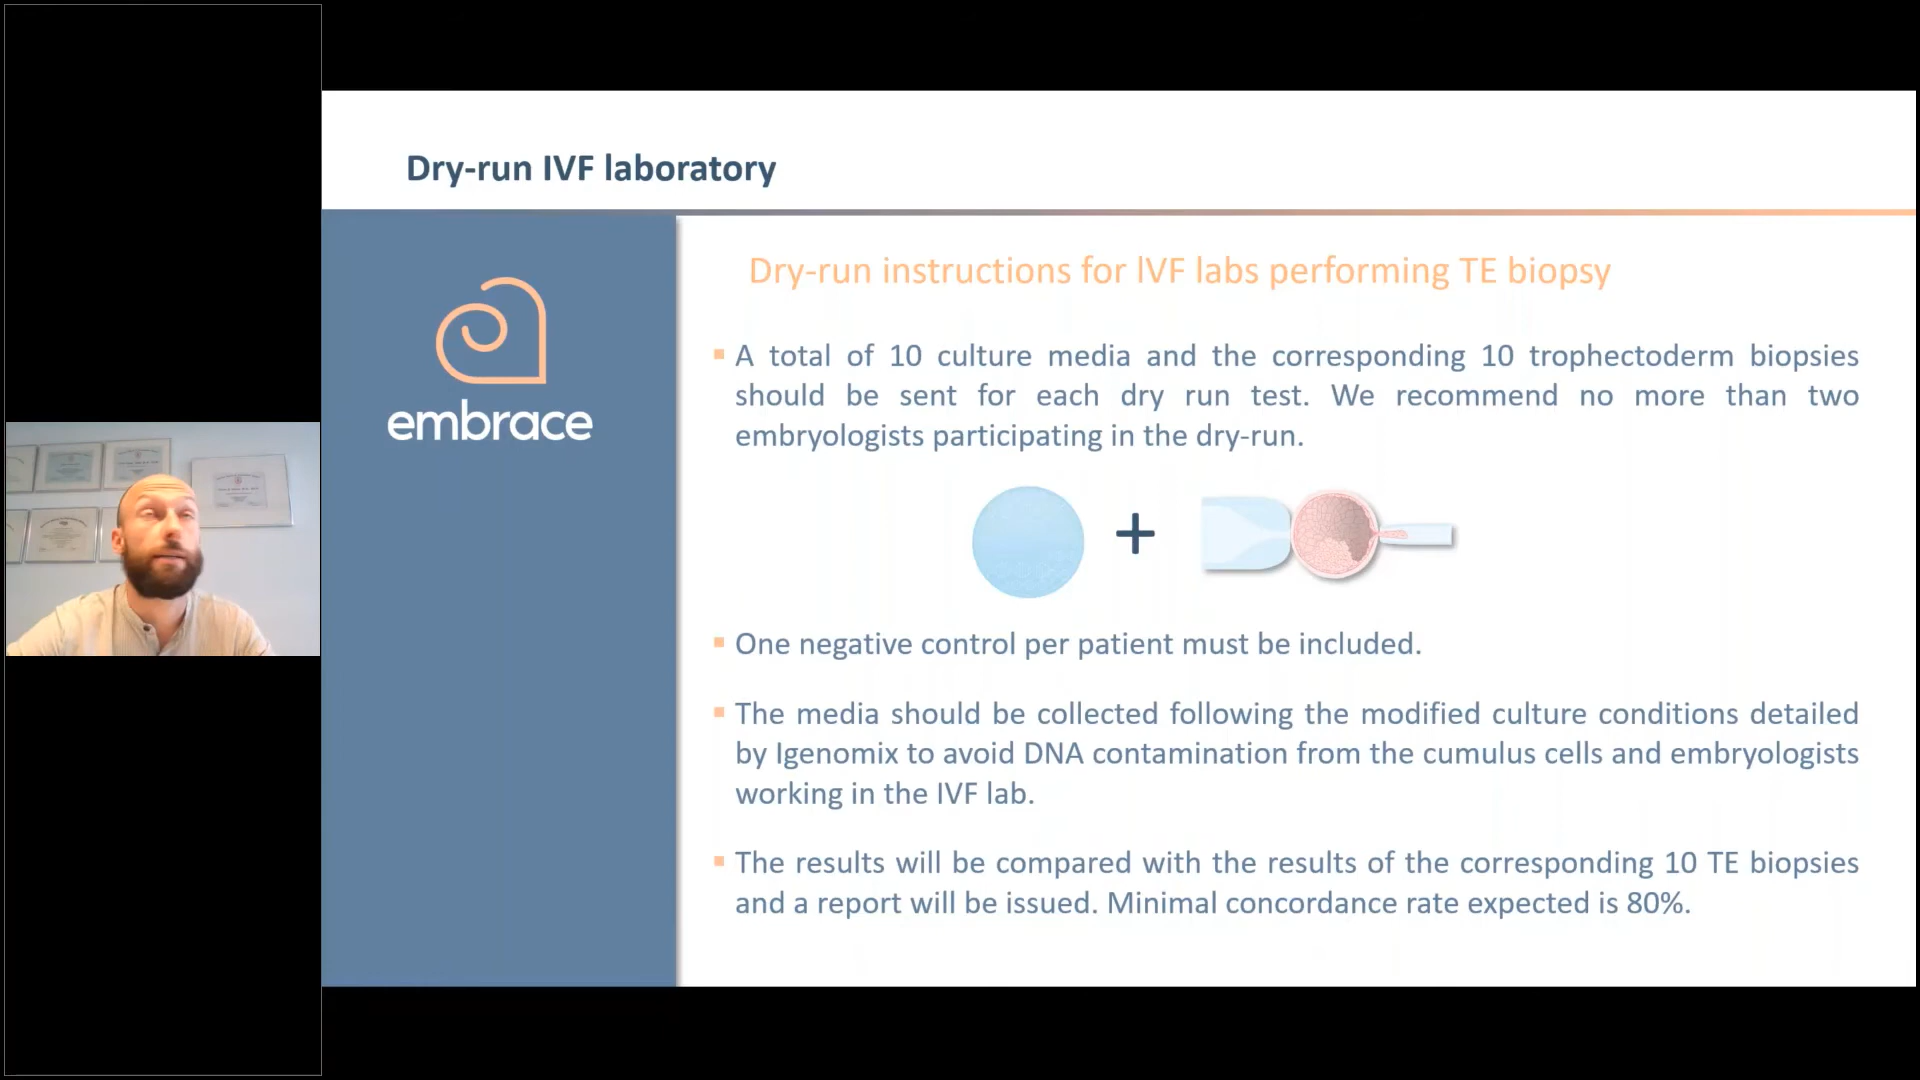 Dry-run IVF laboratory
embrace
Dry-run instructions for IVF labs performing TE biopsy
▪ A total of 10 culture media and the corresponding 10 trophectoderm biopsies
should be sent for each dry run test. We recommend no more than two
embryologists participating in the dry-run.
+
▪ One negative control per patient must be included.
▪ The media should be collected following the modified culture conditions detailed
by Igenomix to avoid DNA contamination from the cumulus cells and embryologists
working in the IVF lab.
▪ The results will be compared with the results of the corresponding 10 TE biopsies
and a report will be issued. Minimal concordance rate expected is 80%.